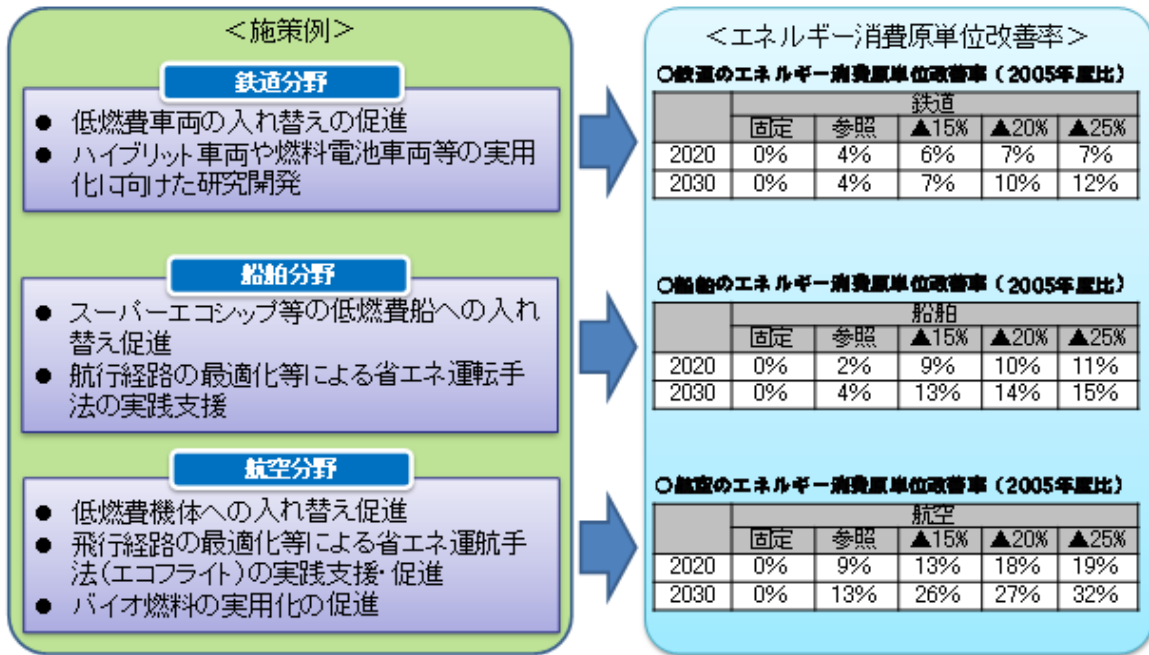 ＜施策例＞
鉄道分野
● 低燃費車両の入れ替えの促進
● ハイブリット車両や燃料電池車両等の実用
化に向けた研究開発
船舶分野
● スーパーエコシップ等の低燃費船への入れ
替え促進
● 航行経路の最適化等による省エネ運転手
法の実践支援
航空分野
● 低燃費機体への入れ替え促進
● 飛行経路の最適化等による省エネ運航手
法(エコフライト)の実践支援・促進
● バイオ燃料の実用化の促進
＜エネルギー消費原単位改善率＞
○鉄道のエネルギー消費原単位改善率（2005年度比）
鉄道
固定 参照 ▲15% ▲20% ▲25%
2020 0% 4% 6% 7% 7%
2030 0% 4% 7% 10% 12%
○船舶のエネルギー消費原単位改善率（2005年度比）
船舶
固定 参照 ▲15% ▲20% ▲25%
2020 0% 2% 9% 10% 11%
2030 0% 4% 13% 14% 15%
○航空のエネルギー消費原単位改善率（2005年度比）
航空
固定 参照 ▲15% ▲20% ▲25%
2020 0% 9% 13% 18% 19%
2030 0% 13% 26% 27% 32%